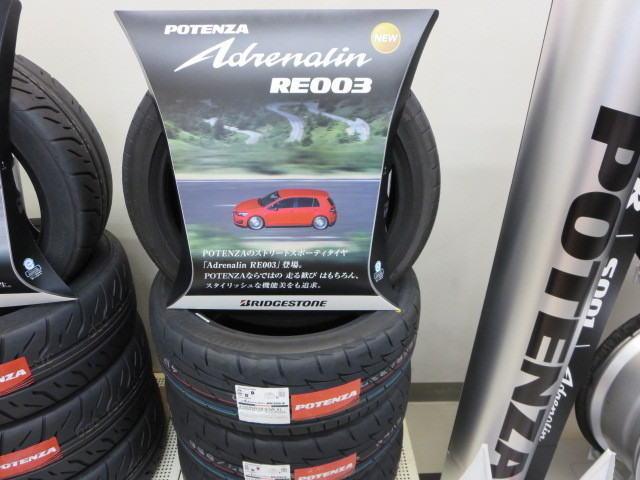 POTENZA
Adrenalin
NEW
RE003
POTENZAのストリートスポーティタイヤ
「Adrenalin RE003」登場。
POTENZAならではの 走る歓び はもちろん、
スタイリッシュな機能美をも追求。
BRIDGESTONE
POTENZA
POTENZA
POTENZA
POTENZA
POTENZA
S001
Adrenalin